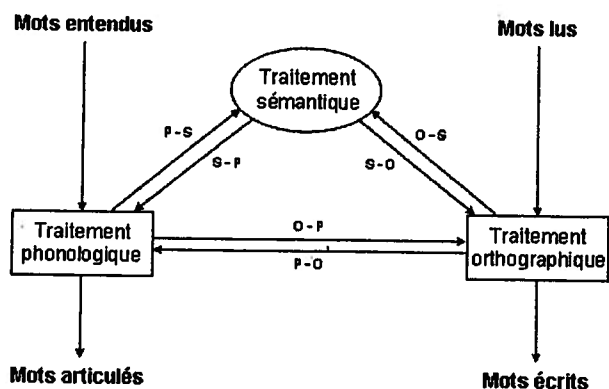 Mots entendus
Mots lus
Traitement
sémantique
P-S
O-S
S-P
S-O
Traitement
phonologique
O-P
P-O
Traitement
orthographique
Mots articulés
Mots écrits